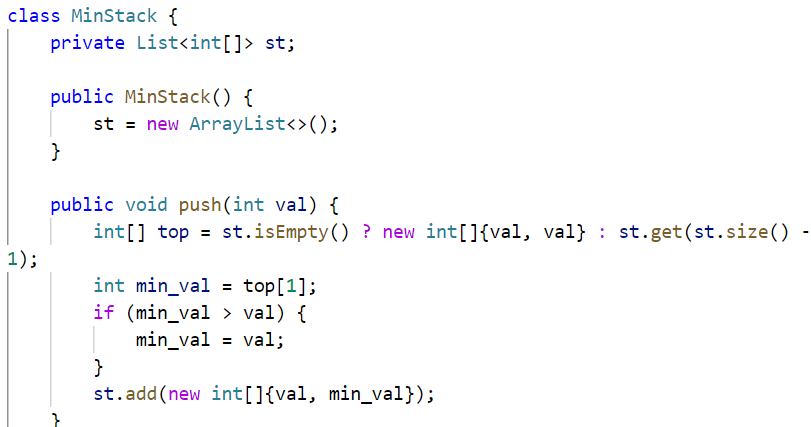 class MinStack {
    private List<int[]> st;

    public MinStack() {
        st = new ArrayList<>();
    }

    public void push(int val) {
        int[] top = st.isEmpty() ? new int[]{val, val} : st.get(st.size() -
1);
        int min_val = top[1];
        if (min_val > val) {
            min_val = val;
        }
        st.add(new int[]{val, min_val});
    }